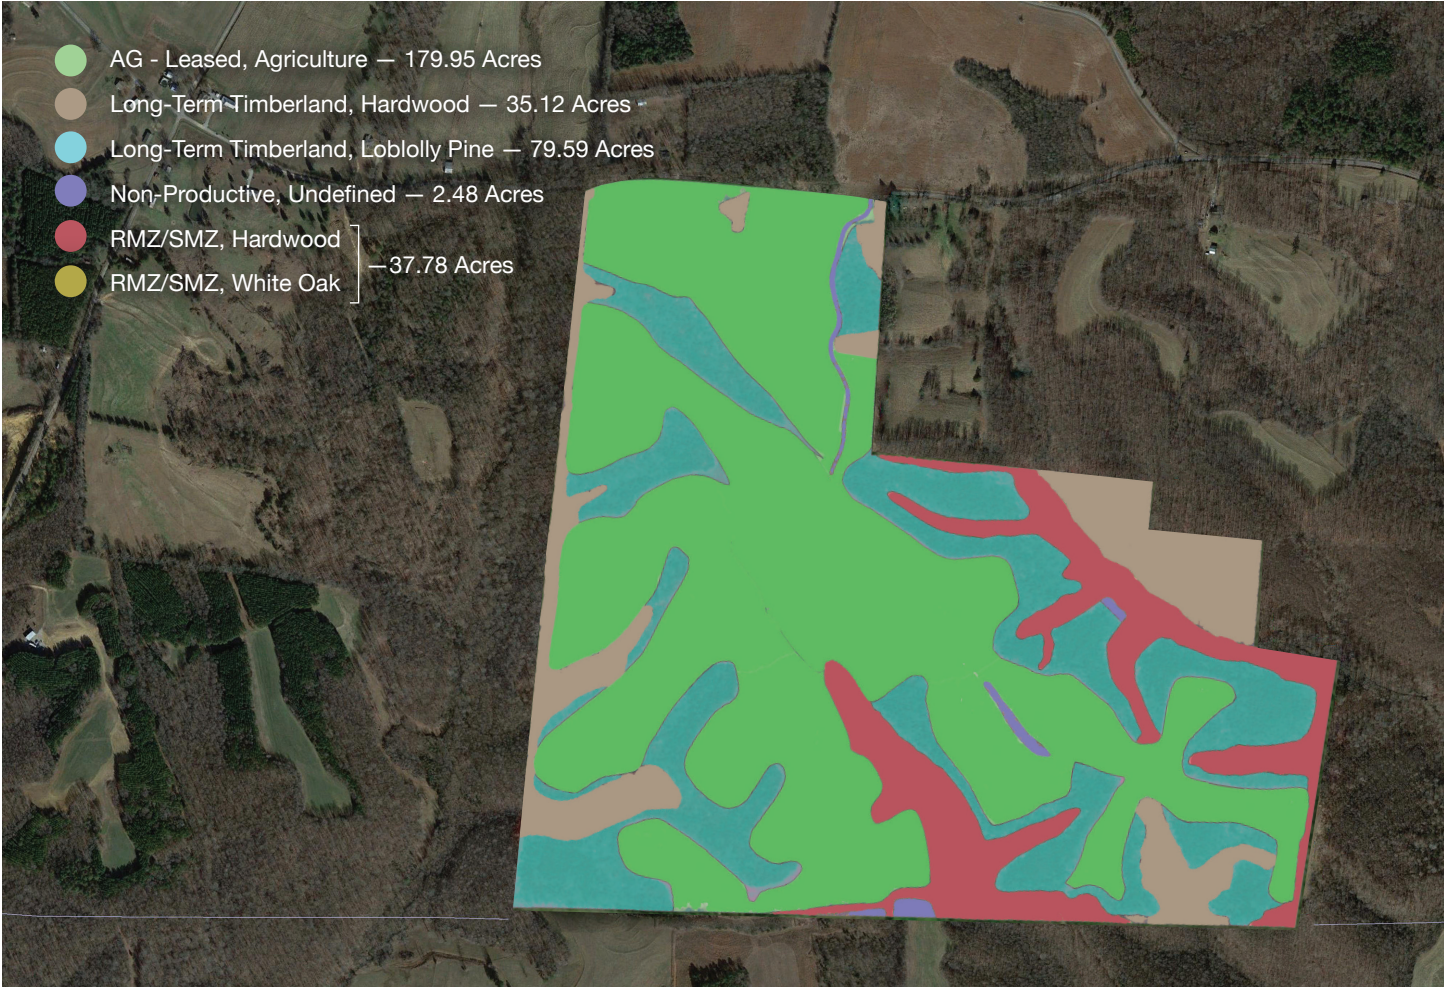 AG - Leased, Agriculture — 179.95 Acres
Long-Term Timberland, Hardwood — 35.12 Acres
Long-Term Timberland, Loblolly Pine — 79.59 Acres
Non-Productive, Undefined — 2.48 Acres
RMZ/SMZ, Hardwood
—37.78 Acres
RMZ/SMZ, White Oak